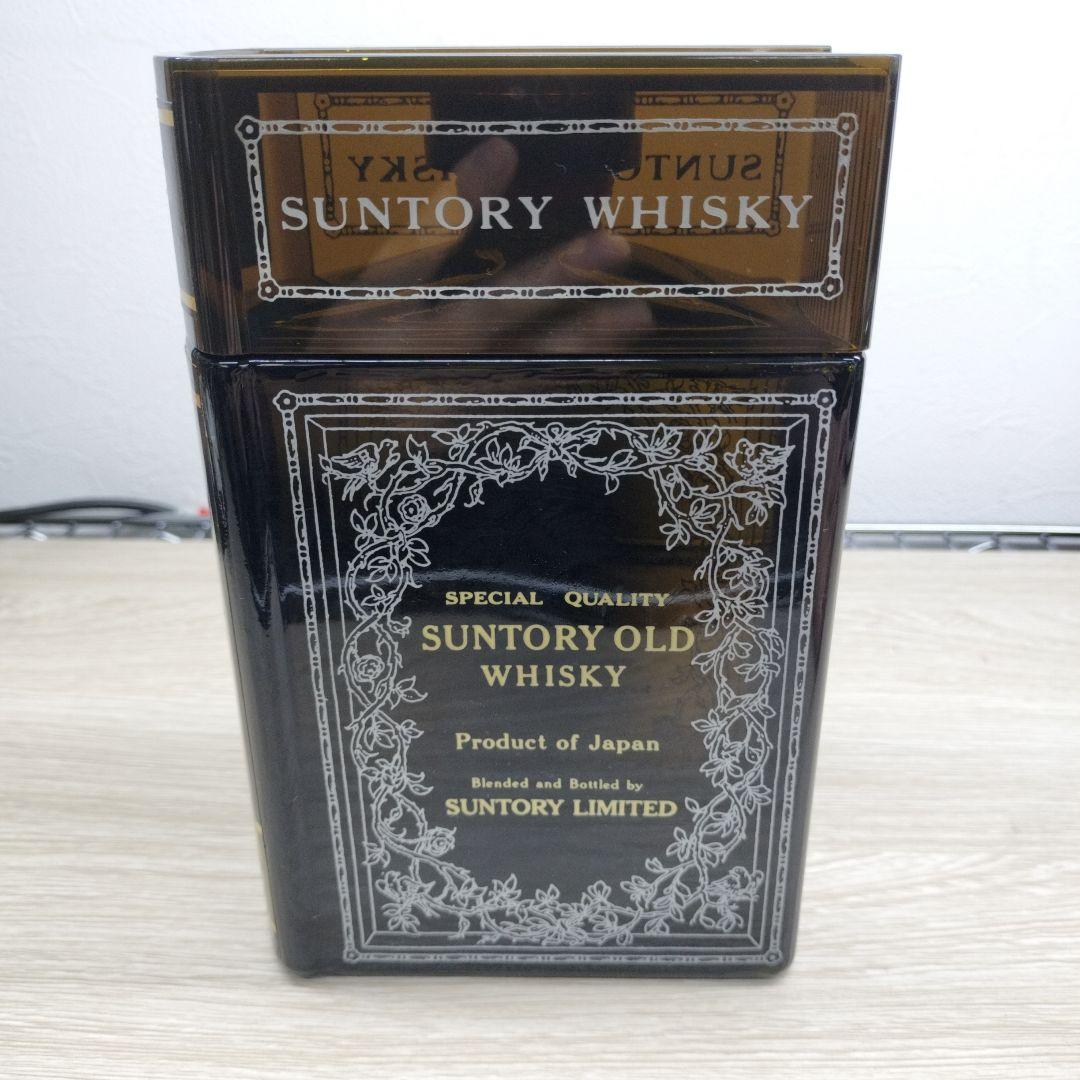 SUNTORY WHISKY
SPECIAL QUALITY
SUNTORY OLD
WHISKY
Product of Japan
Blended and Bottled by
SUNTORY LIMITED